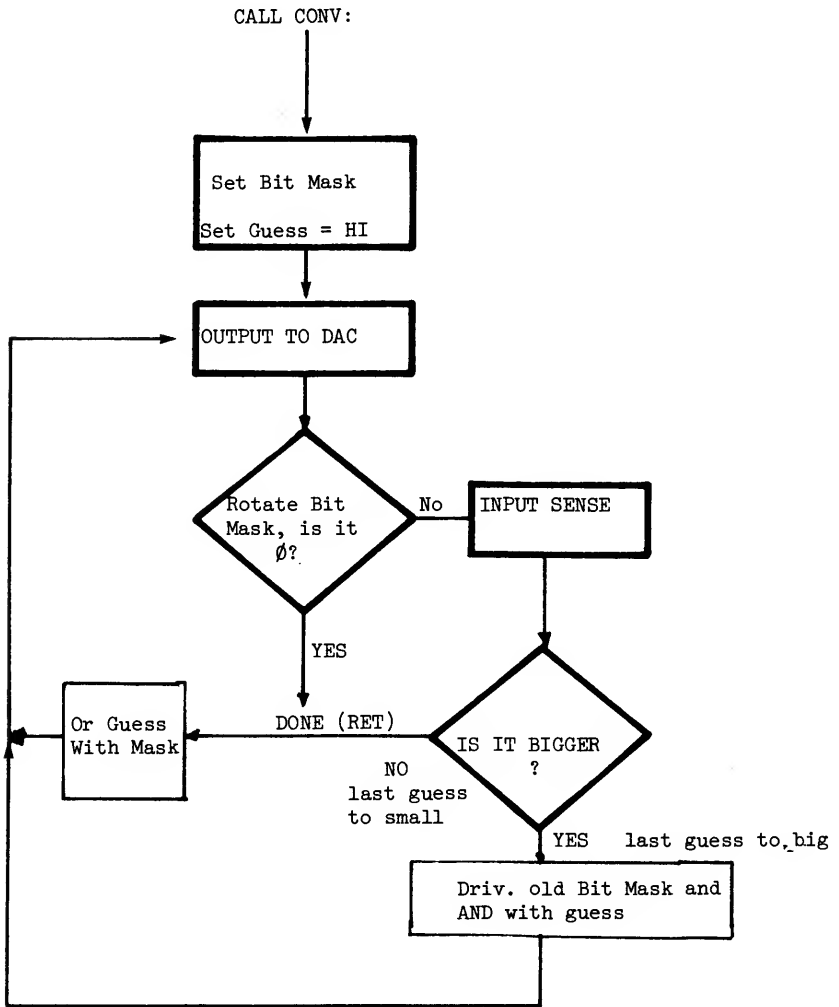 CALL CONV:
Set Bit Mask
Set Guess = HI
OUTPUT TO DAC
Rotate Bit
Mask, is it
Ø?
No
INPUT SENSE
YES
Or Guess
With Mask
DONE (RET)
IS IT BIGGER
?
NO
last guess
to small
YES last guess to big
Driv. old Bit Mask and
AND with guess